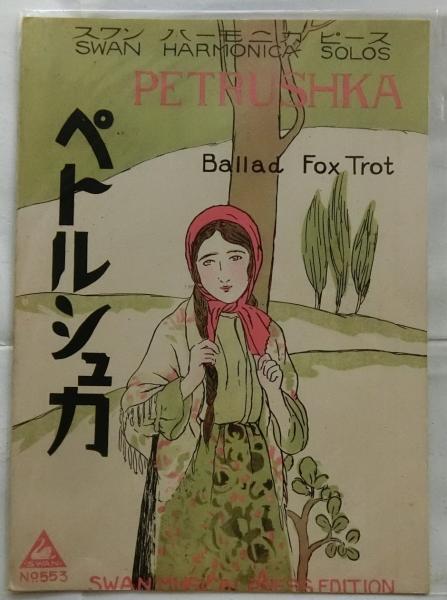 スワン ハーモニカ ピース
SWAN HARMONICA SOLOS
PETRUSHKA
Ballad Fox Trot
ペトルシュカ
SWAN
No553
SWAN MUSIC PRESS EDITION